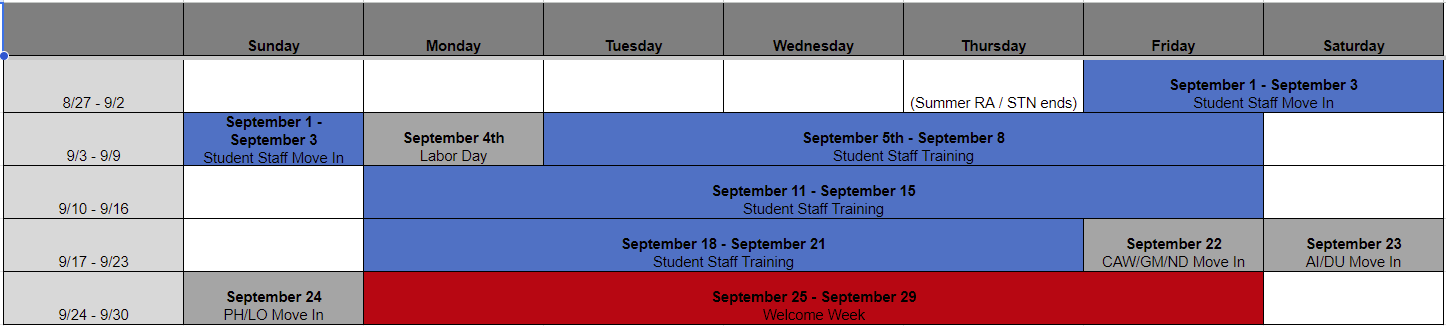 Sunday Monday Tuesday Wednesday Thursday Friday Saturday
8/27 - 9/2
(Summer RA / STN ends)
September 1 - September 3
Student Staff Move In
9/3 - 9/9
September 1 -
September 3
Student Staff Move In
September 4th
Labor Day
September 5th - September 8
Student Staff Training
9/10 - 9/16
September 11 - September 15
Student Staff Training
9/17 - 9/23
September 18 - September 21
Student Staff Training
September 22
CAW/GM/ND Move In
September 23
AI/DU Move In
9/24 - 9/30
September 24
PH/LO Move In
September 25 - September 29
Welcome Week